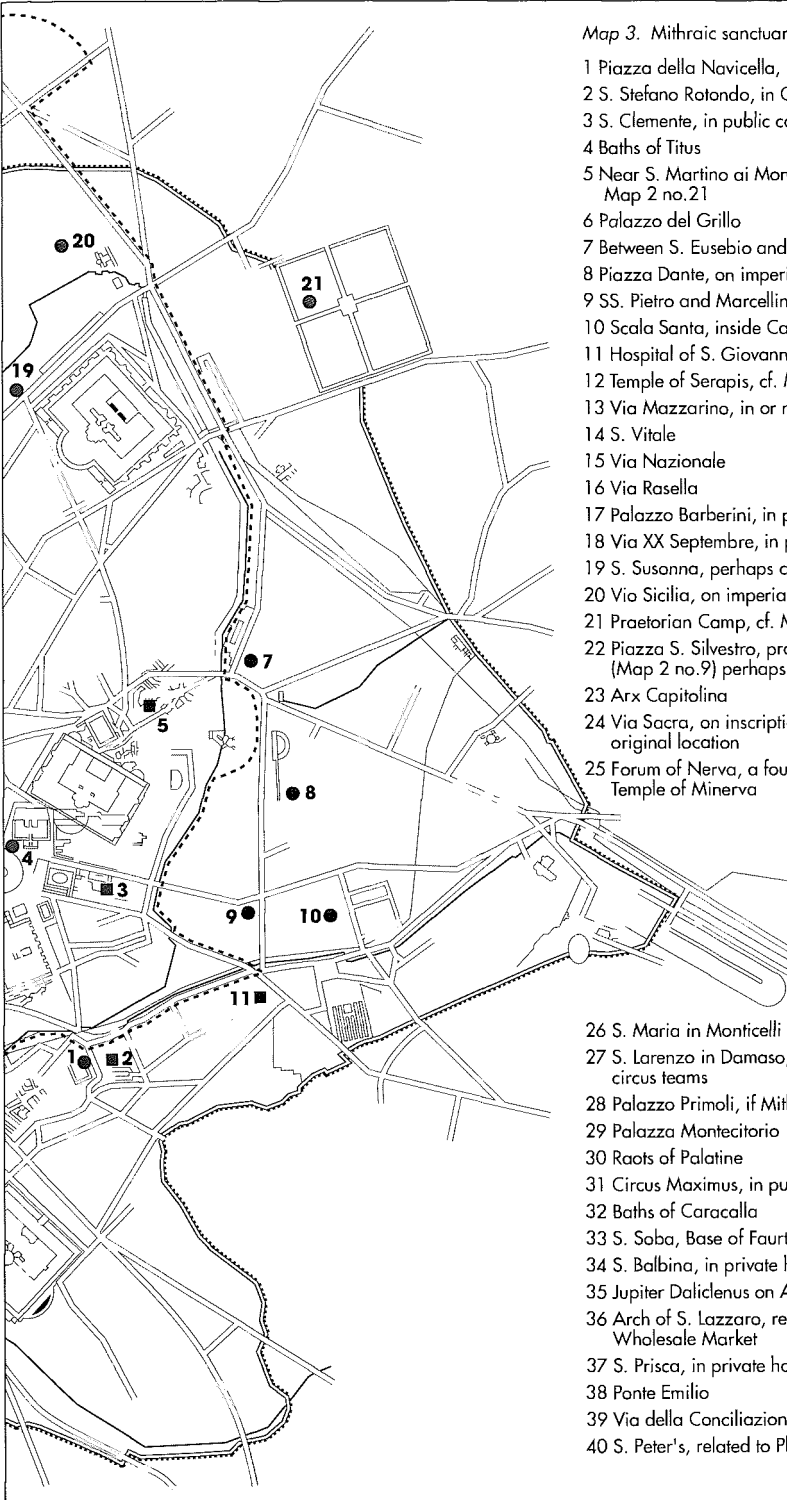 Map 3. Mithraic sanctuar
1 Piazza della Navicella,
2 S. Stefano Rotondo, in C
3 S. Clemente, in public co
4 Baths of Titus
5 Near S. Martino ai Mon
Map 2 no.21
6 Palazzo del Grillo
7 Between S. Eusebio and
8 Piazza Dante, on imperi
9 SS. Pietro and Marcellin
10 Scala Santa, inside Ca
11 Hospital of S. Giovann
12 Temple of Serapis, cf. M
13 Via Mazzarino, in or n
14 S. Vitale
15 Via Nazionale
16 Via Rasella
17 Palazzo Barberini, in p
18 Via XX Septembre, in p
19 S. Susonna, perhaps c
20 Vio Sicilia, on imperia
21 Praetorian Camp, cf. M
22 Piazza S. Silvestro, pro
(Map 2 no.9) perhaps
23 Arx Capitolina
24 Via Sacra, on inscripti
original location
25 Forum of Nerva, a fou
Temple of Minerva
26 S. Maria in Monticelli
27 S. Larenzo in Damaso,
circus teams
28 Palazzo Primoli, if Mith
29 Palazza Montecitorio
30 Raots of Palatine
31 Circus Maximus, in pu
32 Baths of Caracalla
33 S. Soba, Base of Faurt
34 S. Balbina, in private h
35 Jupiter Daliclenus on A
36 Arch of S. Lazzaro, re
Wholesale Market
37 S. Prisca, in private ho
38 Ponte Emilio
39 Via della Conciliazion
40 S. Peter's, related to Ph
20
21
19
7
5
8
4
3
9
10
11
1
2